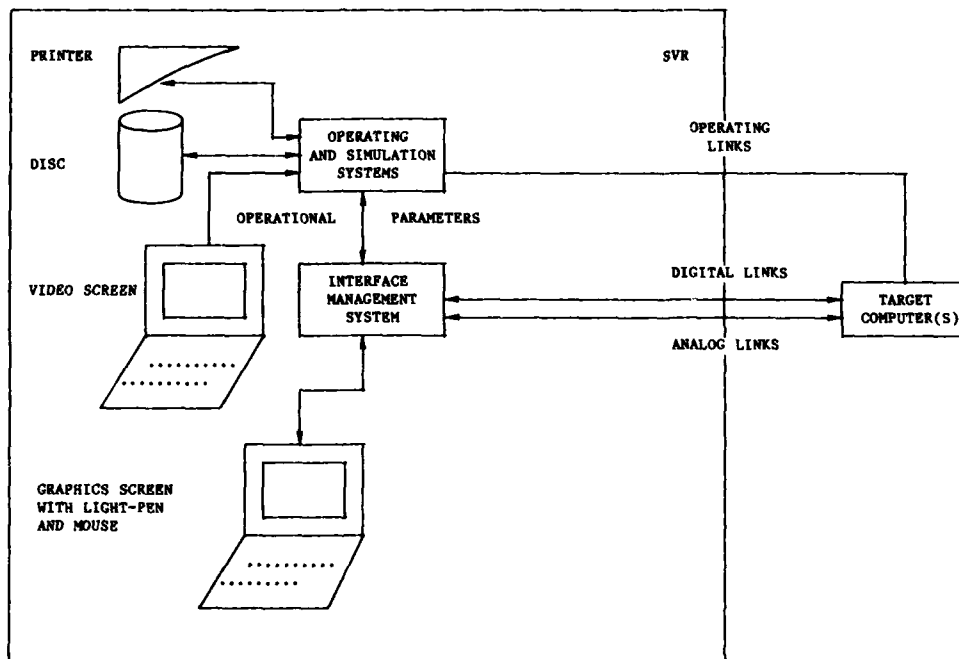 PRINTER
SVR
OPERATING
AND SIMULATION
SYSTEMS
OPERATING
LINKS
DISC
OPERATIONAL PARAMETERS
VIDEO SCREEN
INTERFACE
MANAGEMENT
SYSTEM
DIGITAL LINKS
ANALOG LINKS
TARGET
COMPUTER(S)
GRAPHICS SCREEN
WITH LIGHT-PEN
AND MOUSE